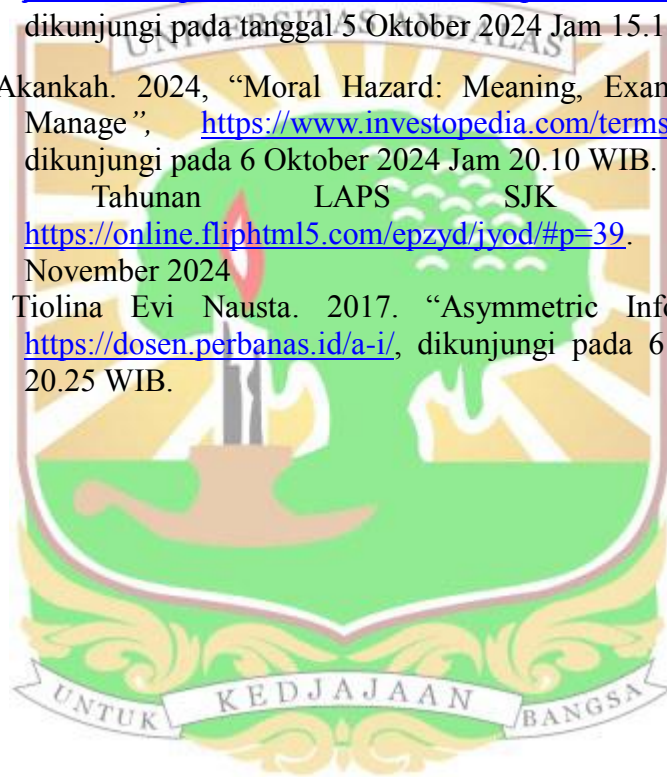 dikunjungi pada tanggal 5 Oktober 2024 Jam 15.1
UNIVERSITAS ANDALAS
Akankah. 2024, “Moral Hazard: Meaning, Exam
Manage”, https://www.investopedia.com/terms
dikunjungi pada 6 Oktober 2024 Jam 20.10 WIB.
Tahunan LAPS SJK
https://online.fliphtml5.com/epzyd/jyod/#p=39.
November 2024
Tiolina Evi Nausta. 2017. “Asymmetric Info
https://dosen.perbanas.id/a-i/, dikunjungi pada 6
20.25 WIB.
UNTUK KEDJAJAAN BANGSA